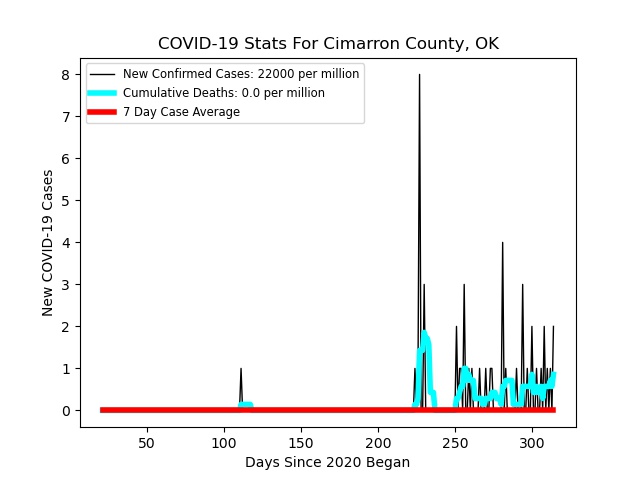 COVID-19 Stats For Cimarron County, OK
New Confirmed Cases: 22000 per million
Cumulative Deaths: 0.0 per million
7 Day Case Average
New COVID-19 Cases
8
7
6
5
4
3
2
1
0
50 100 150 200 250 300
Days Since 2020 Began